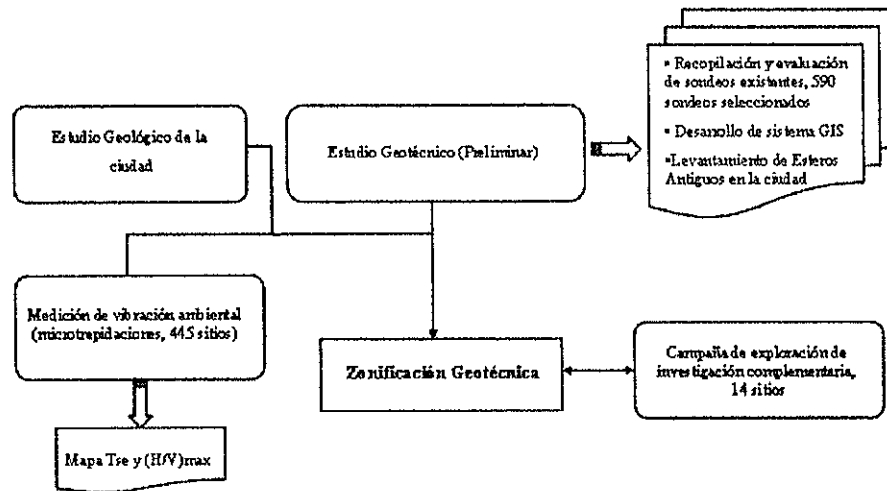 ▪ Recopilación y evaluación
de sondeos existentes, 590
sondeos seleccionados
▪ Desarrollo de sistema GIS
▪Levantamiento de Esteros
Antiguos en la ciudad
Estudio Geológico de la
ciudad
Estudio Geotécnico (Preliminar)
Medición de vibración ambiental
(microtrepidaciones, 445 sitios)
Zonificación Geotécnica
Campaña de exploración de
investigación complementaria,
14 sitios
Mapa Tse y (H/V)max